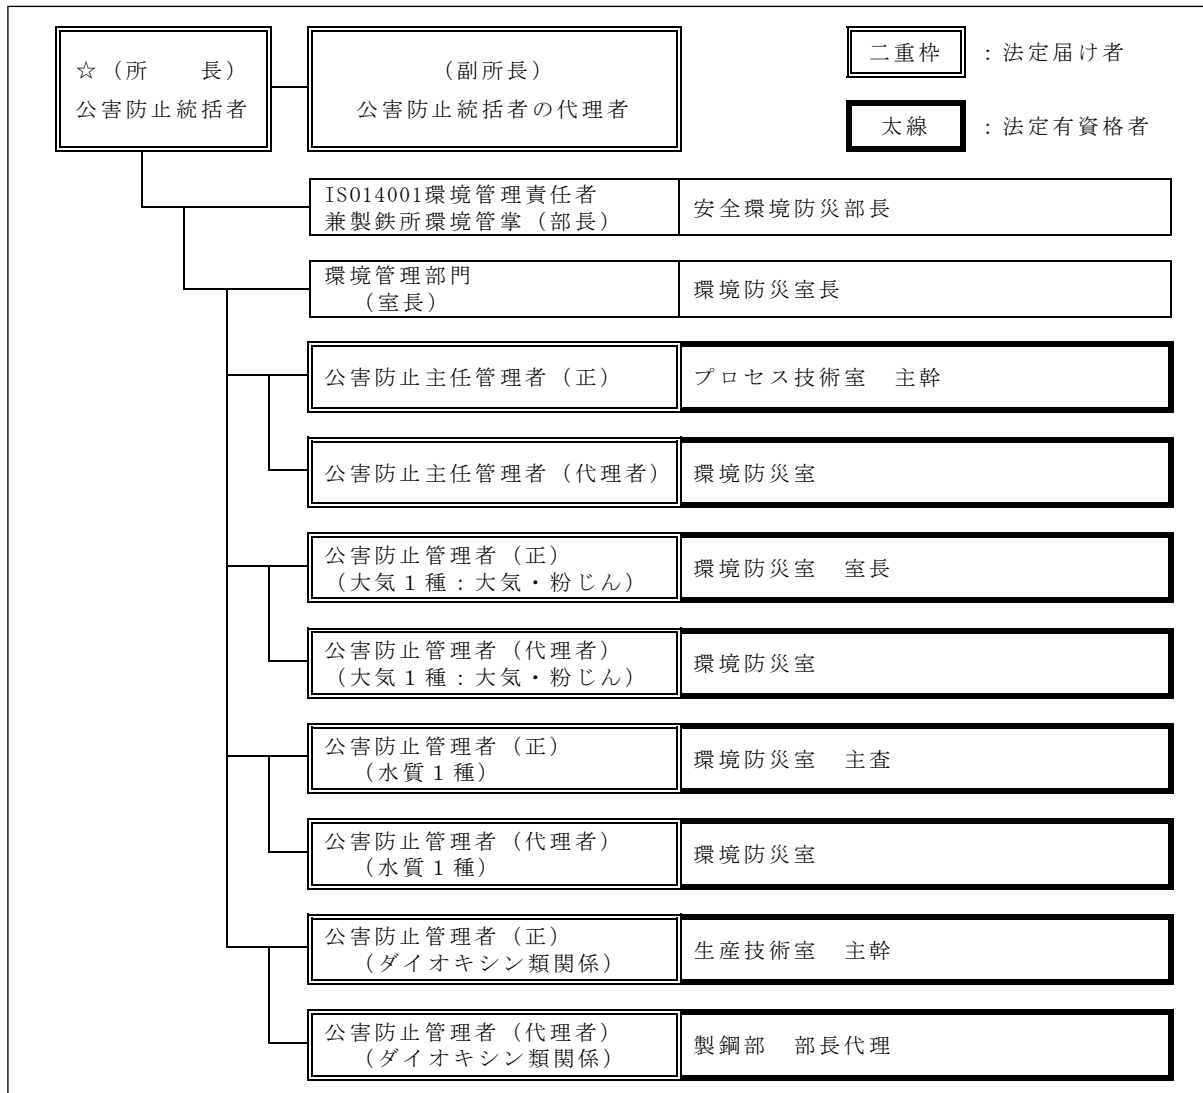 ☆（所　　長）
公害防止統括者
（副所長）
公害防止統括者の代理者
二重枠 ：法定届け者
太線 ：法定有資格者
ISO14001環境管理責任者
兼製鉄所環境管掌（部長）
安全環境防災部長
環境管理部門
（室長）
環境防災室長
公害防止主任管理者（正）
プロセス技術室　主幹
公害防止主任管理者（代理者）
環境防災室
公害防止管理者（正）
（大気１種：大気・粉じん）
環境防災室　室長
公害防止管理者（代理者）
（大気１種：大気・粉じん）
環境防災室
公害防止管理者（正）
（水質１種）
環境防災室　主査
公害防止管理者（代理者）
（水質１種）
環境防災室
公害防止管理者（正）
（ダイオキシン類関係）
生産技術室　主幹
公害防止管理者（代理者）
（ダイオキシン類関係）
製鋼部　部長代理